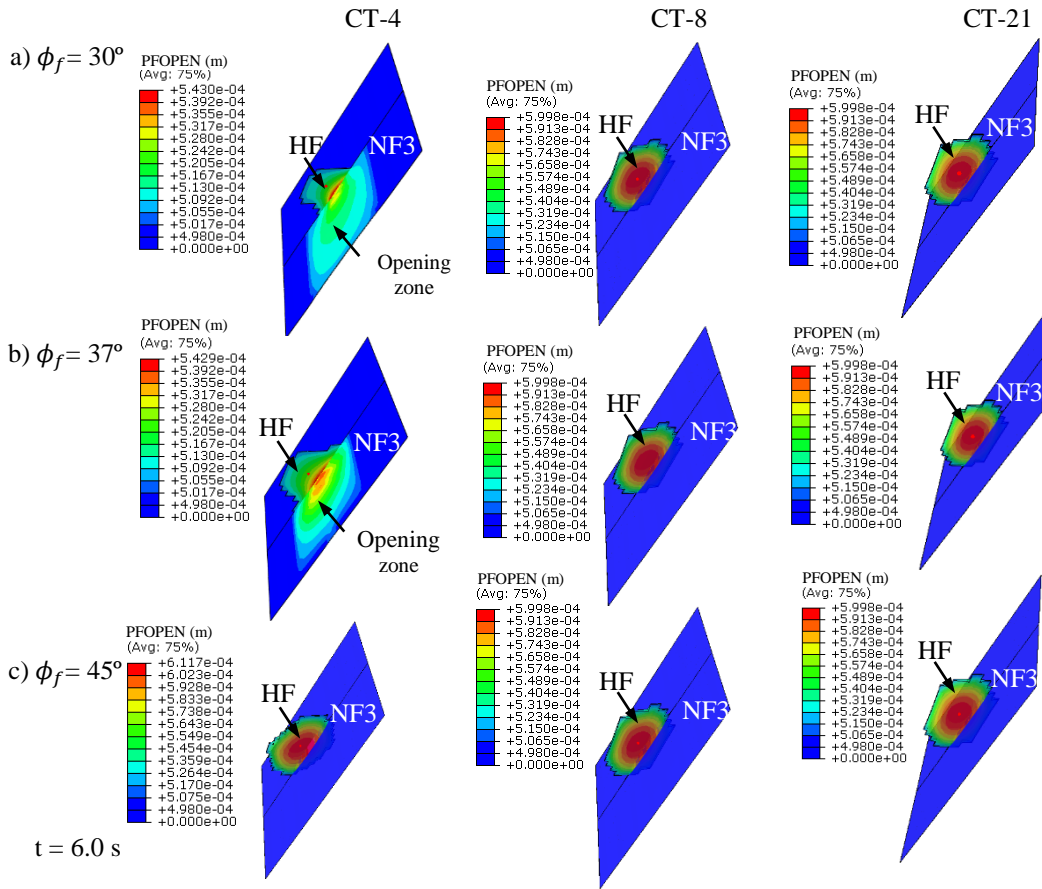 CT-4
CT-8
CT-21
a) ϕf = 30º
PFOPEN (m)
(Avg: 75%)
+5.430e-04
+5.392e-04
+5.355e-04
+5.317e-04
+5.280e-04
+5.242e-04
+5.205e-04
+5.167e-04
+5.130e-04
+5.092e-04
+5.055e-04
+5.017e-04
+4.980e-04
+0.000e+00
HF
NF3
Opening
zone
PFOPEN (m)
(Avg: 75%)
+5.998e-04
+5.913e-04
+5.828e-04
+5.743e-04
+5.658e-04
+5.574e-04
+5.489e-04
+5.404e-04
+5.319e-04
+5.234e-04
+5.150e-04
+5.065e-04
+4.980e-04
+0.000e+00
HF
NF3
PFOPEN (m)
(Avg: 75%)
+5.998e-04
+5.913e-04
+5.828e-04
+5.743e-04
+5.658e-04
+5.574e-04
+5.489e-04
+5.404e-04
+5.319e-04
+5.234e-04
+5.150e-04
+5.065e-04
+4.980e-04
+0.000e+00
HF
NF3
b) ϕf = 37º
PFOPEN (m)
(Avg: 75%)
+5.429e-04
+5.392e-04
+5.355e-04
+5.317e-04
+5.280e-04
+5.242e-04
+5.205e-04
+5.167e-04
+5.130e-04
+5.092e-04
+5.055e-04
+5.017e-04
+4.980e-04
+0.000e+00
HF
NF3
Opening
zone
PFOPEN (m)
(Avg: 75%)
+5.998e-04
+5.913e-04
+5.828e-04
+5.743e-04
+5.658e-04
+5.574e-04
+5.489e-04
+5.404e-04
+5.319e-04
+5.234e-04
+5.150e-04
+5.065e-04
+4.980e-04
+0.000e+00
HF
NF3
PFOPEN (m)
(Avg: 75%)
+5.998e-04
+5.913e-04
+5.828e-04
+5.743e-04
+5.658e-04
+5.574e-04
+5.489e-04
+5.404e-04
+5.319e-04
+5.234e-04
+5.150e-04
+5.065e-04
+4.980e-04
+0.000e+00
HF
NF3
c) ϕf = 45º
PFOPEN (m)
(Avg: 75%)
+6.117e-04
+6.023e-04
+5.928e-04
+5.833e-04
+5.738e-04
+5.643e-04
+5.549e-04
+5.454e-04
+5.359e-04
+5.264e-04
+5.170e-04
+5.075e-04
+4.980e-04
+0.000e+00
HF
NF3
PFOPEN (m)
(Avg: 75%)
+5.998e-04
+5.913e-04
+5.828e-04
+5.743e-04
+5.658e-04
+5.574e-04
+5.489e-04
+5.404e-04
+5.319e-04
+5.234e-04
+5.150e-04
+5.065e-04
+4.980e-04
+0.000e+00
HF
NF3
PFOPEN (m)
(Avg: 75%)
+5.998e-04
+5.913e-04
+5.828e-04
+5.743e-04
+5.658e-04
+5.574e-04
+5.489e-04
+5.404e-04
+5.319e-04
+5.234e-04
+5.150e-04
+5.065e-04
+4.980e-04
+0.000e+00
HF
NF3
t = 6.0 s